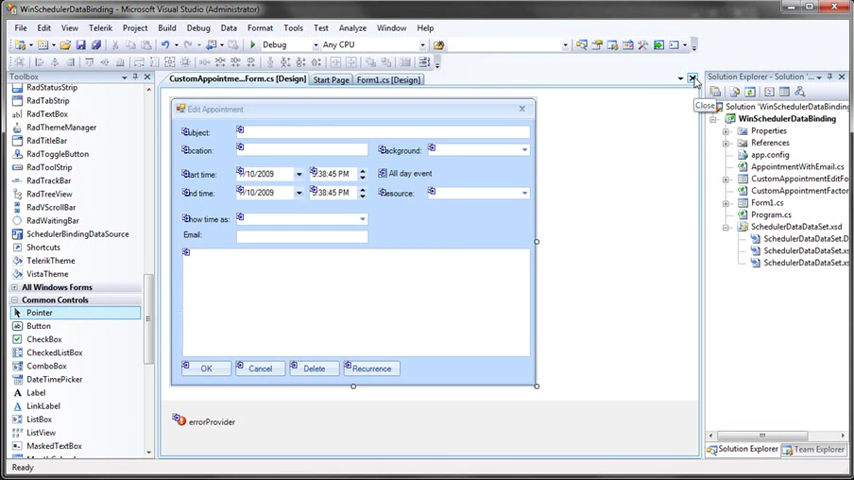 WinSchedulerDataBinding - Microsoft Visual Studio (Administrator)
File Edit View Telerik Project Build Debug Data Format Tools Test Analyze Window Help
Debug Any CPU
Toolbox
RadStatusStrip
RadTabStrip
RadTextBox
RadThemeManager
RadTitleBar
RadToggleButton
RadToolStrip
RadTrackBar
RadTreeView
RadVScrollBar
RadWaitingBar
SchedulerBindingDataSource
Shortcuts
TelerikTheme
VistaTheme
All Windows Forms
Common Controls
Pointer
Button
CheckBox
CheckedListBox
ComboBox
DateTimePicker
Label
LinkLabel
ListBox
ListView
MaskedTextBox
CustomAppointme...Form.cs [Design] Start Page Form1.cs [Design]
Edit Appointment
Subject:
Location: Background:
Start time: /10/2009 :38:45 PM All day event
End time: /10/2009 :38:45 PM Resource:
Show time as:
Email:
OK Cancel Delete Recurrence
errorProvider
Close
Solution Explorer - Solution '...
Solution 'WinSchedulerDataBinding
WinSchedulerDataBinding
Properties
References
app.config
AppointmentWithEmail.cs
CustomAppointmentEditFo
CustomAppointmentFactor
Form1.cs
Program.cs
SchedulerDataDataSet.xsd
SchedulerDataDataSet.D
SchedulerDataDataSet.xs
SchedulerDataDataSet.xs
Solution Explorer Team Explorer
Ready